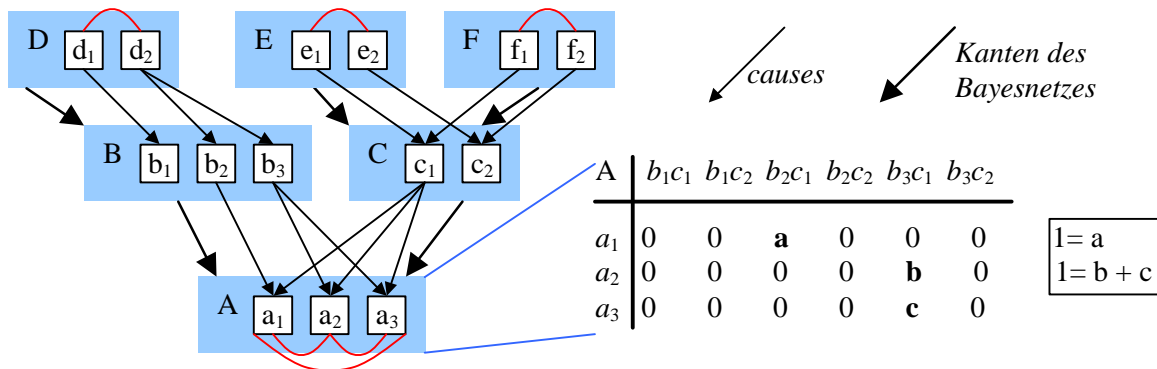 D d₁ d₂ E e₁ e₂ F f₁ f₂
causes
Kanten des
Bayesnetzes
B b₁ b₂ b₃ C c₁ c₂
A b₁c₁ b₁c₂ b₂c₁ b₂c₂ b₃c₁ b₃c₂
a₁ 0 0 a 0 0 0
a₂ 0 0 0 0 b 0
a₃ 0 0 0 0 c 0
1= a
1= b + c
A a₁ a₂ a₃